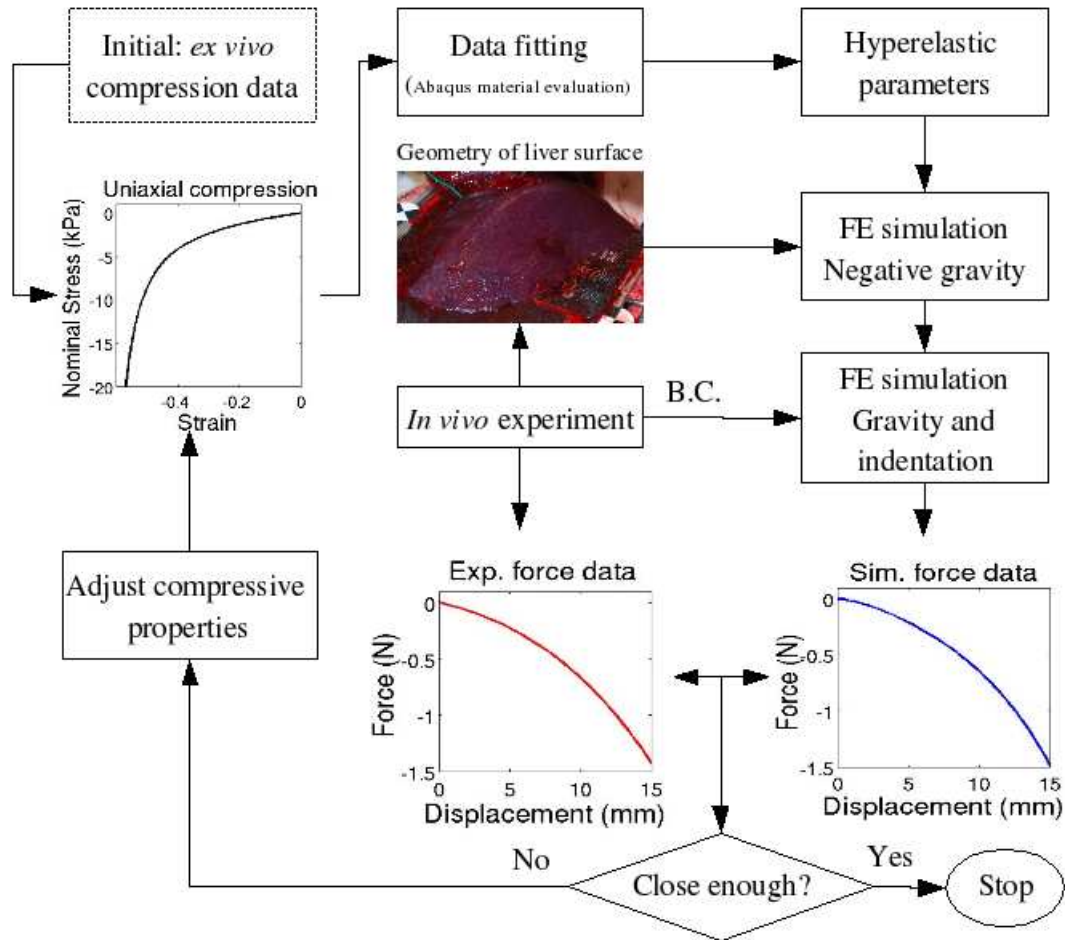 Initial: ex vivo
compression data
Data fitting
(Abaqus material evaluation)
Hyperelastic
parameters
Uniaxial compression
0
-5
-10
-15
-20
Nominal Stress (kPa)
-0.4 -0.2 0
Strain
Geometry of liver surface
FE simulation
Negative gravity
In vivo experiment
B.C.
FE simulation
Gravity and
indentation
Adjust compressive
properties
Exp. force data
0
-0.5
-1
-1.5
Force (N)
0 5 10 15
Displacement (mm)
Sim. force data
0
-0.5
-1
-1.5
Force (N)
0 5 10 15
Displacement (mm)
No
Close enough?
Yes
Stop